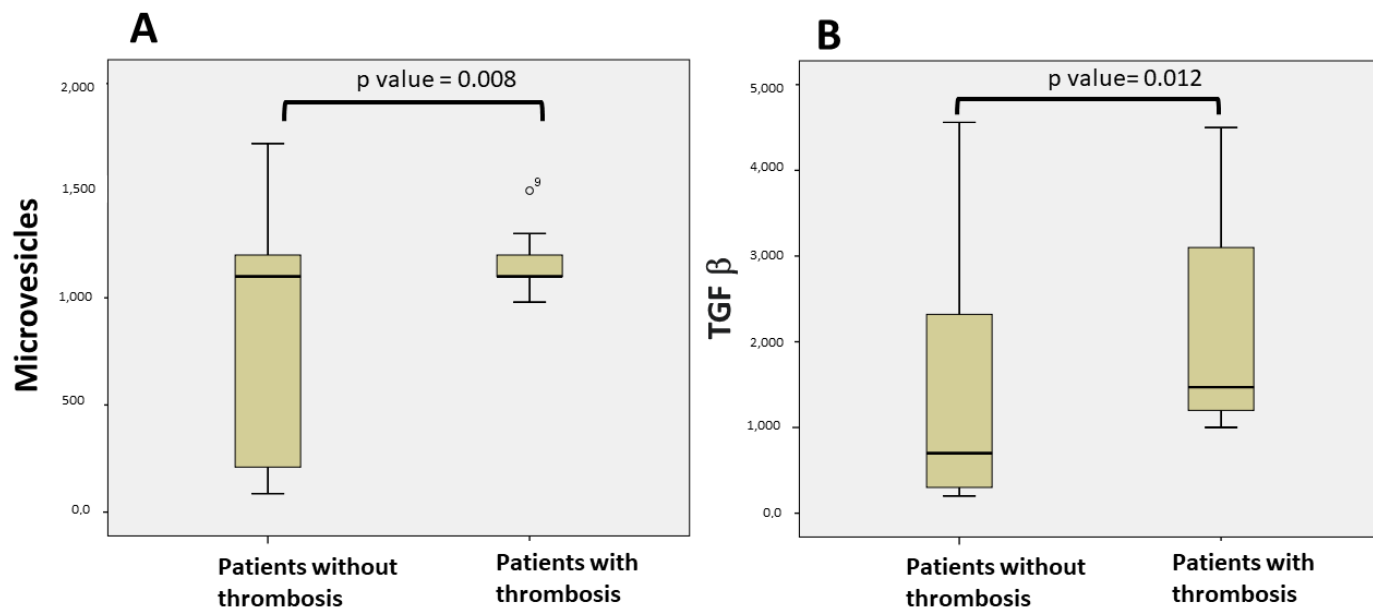 A
p value = 0.008
2,000
1,500
1,000
500
0,0
Microvesicles
9
Patients without
thrombosis
Patients with
thrombosis
B
p value= 0.012
5,000
4,000
3,000
2,000
1,000
0,0
TGF β
Patients without
thrombosis
Patients with
thrombosis